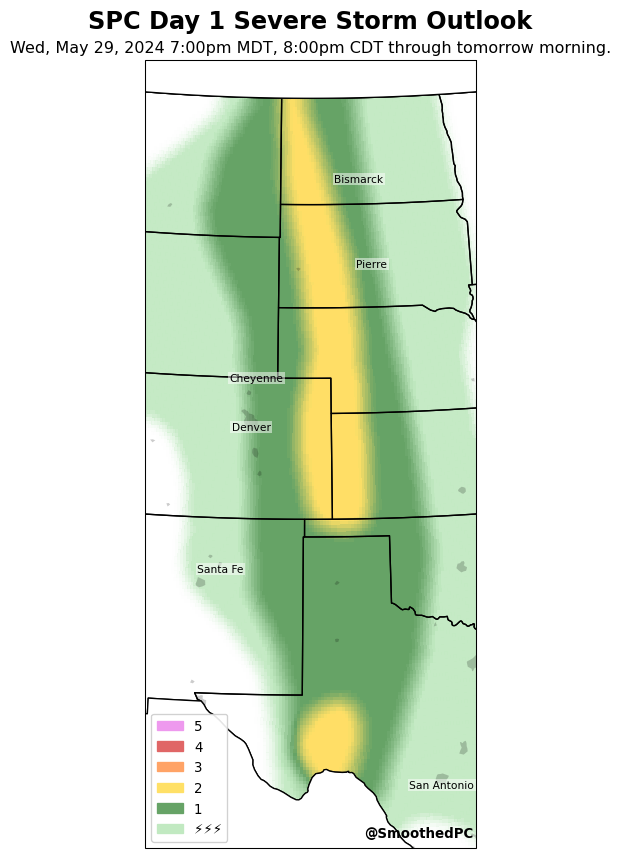 SPC Day 1 Severe Storm Outlook
Wed, May 29, 2024 7:00pm MDT, 8:00pm CDT through tomorrow morning.
Bismarck
Pierre
Cheyenne
Denver
Santa Fe
San Antonio
5
4
3
2
1
⚡⚡⚡
@SmoothedPC